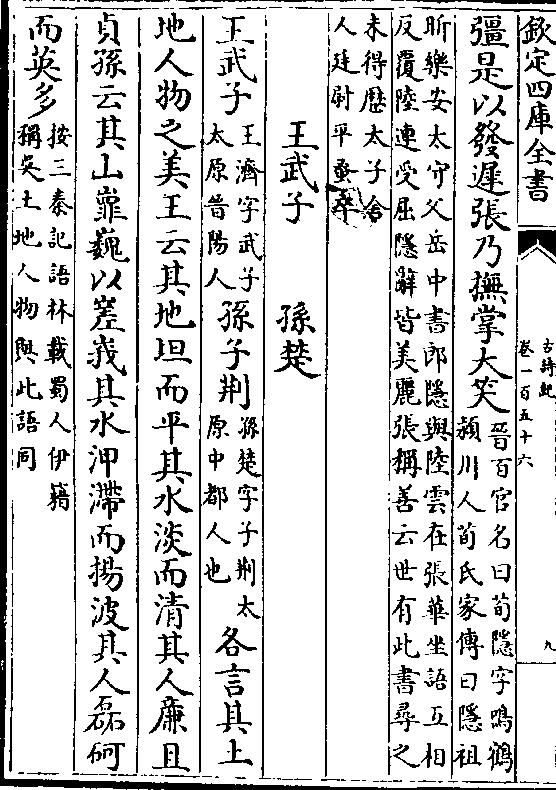 欽定四庫全書
古詩紀
卷一百五十六
九
彊是以發遲張乃撫掌大笑
晉百官名曰荀隱字鳴鶴
潁川人荀氏家傳曰隱祖
昕樂安太守父岳中書郎隱與陸雲在張華坐語互相
反覆陸連受屈隱辭皆美麗張稱善云世有此書尋之
未得歷太子舍
人廷尉平蚤卒
王武子 孫楚
王武子
王濟字武子
太原晉陽人
孫子荆
孫楚字子荆太
原中都人也
各言其土
地人物之美王云其地坦而平其水淡而清其人廉且
貞孫云其山㠑巍以嵳峩其水㳌渫而揚波其人磊砢
而英多
按三秦記語林載蜀人伊籍
稱吳土地人物與此語同